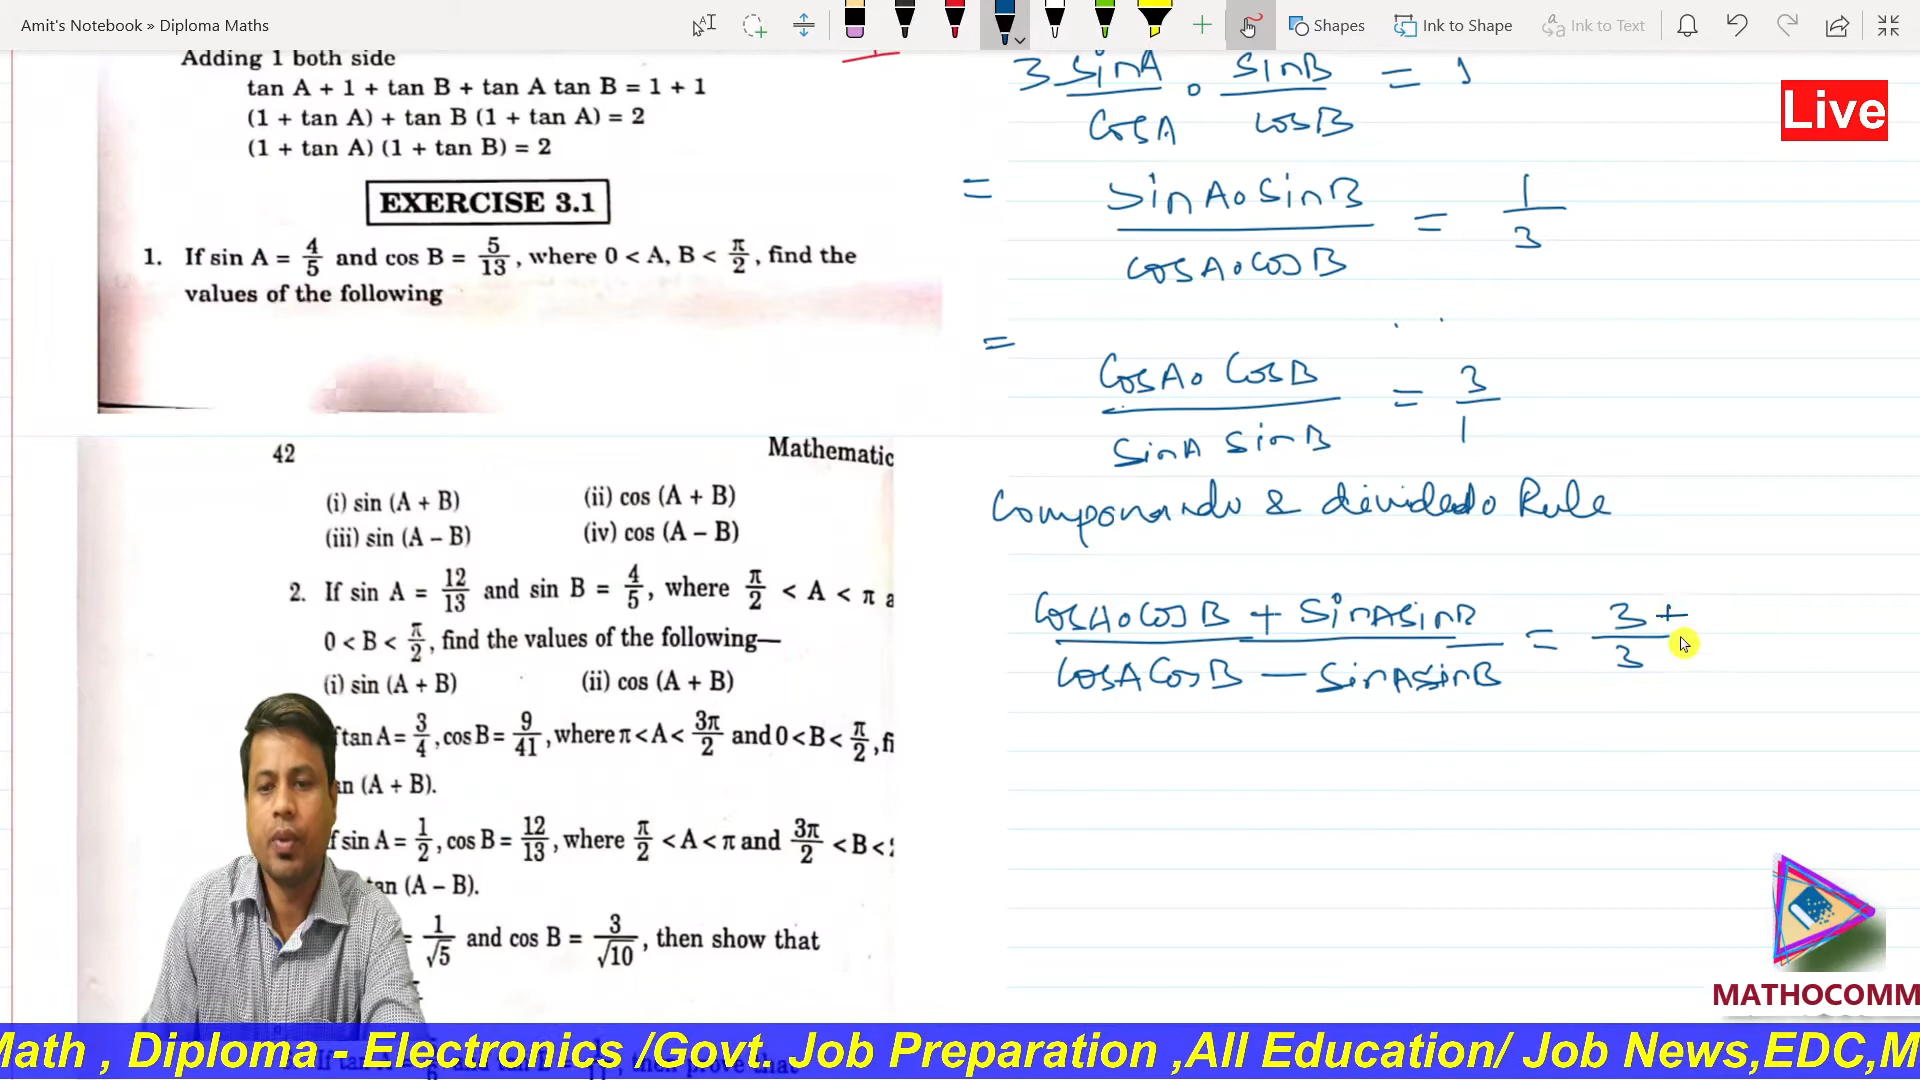 Amit's Notebook » Diploma Maths
Shapes
Ink to Shape
Ink to Text
Adding 1 both side
tan A + 1 + tan B + tan A tan B = 1 + 1
(1 + tan A) + tan B (1 + tan A) = 2
(1 + tan A) (1 + tan B) = 2
EXERCISE 3.1
1. If sin A = 4/5 and cos B = 5/13, where 0 < A, B < π/2, find the
values of the following
42 Mathematic
(i) sin (A + B) (ii) cos (A + B)
(iii) sin (A – B) (iv) cos (A – B)
2. If sin A = 12/13 and sin B = 4/5, where π/2 < A < π a
0 < B < π/2, find the values of the following—
(i) sin (A + B) (ii) cos (A + B)
tan A = 3/4, cos B = 9/41, where π < A < 3π/2 and 0 < B < π/2, fi
(A + B).
sin A = 1/2, cos B = 12/13, where π/2 < A < π and 3π/2 < B <
(A – B).
= 1/√5 and cos B = 3/√10, then show that
3 sinA/cosA . sinB/cosB = 1
= sinA.sinB/cosA.cosB = 1/3
= cosA.cosB/sinA sinB = 3/1
Componando & dividedo Rule
cosA.cosB + sinAsinB/cosAcosB — sinAsinB = 3+/3
Live
MATHOCOMM
Math , Diploma - Electronics /Govt. Job Preparation ,All Education/ Job News,EDC,M